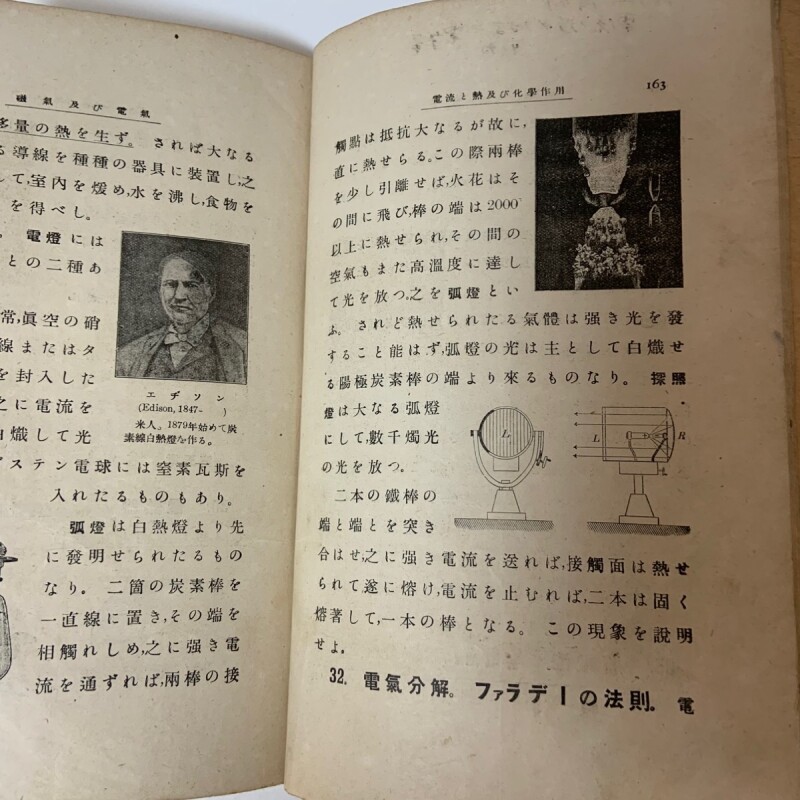 磁氣及び電氣
多量の熱を生ず。 されば大なる
る導線を種種の器具に装置し,之
して,室內を煖め,水を沸し,食物を
を得べし。
電燈には
との二種あ
常,眞空の硝
線またはタ
を封入した
之に電流を
白熾して光
グステン電球には窒素瓦斯を
入れたるものもあり。
エヂソン
(Edison, 1847- )
米人。1879年始めて炭
素線白熱燈を作る。
弧燈は白熱燈より先
に發明せられたるもの
なり。 二箇の炭素棒を
一直線に置き,その端を
相觸れしめ,之に强き電
流を通ずれば,兩棒の接
電流と熱及び化學作用 163
觸點は抵抗大なるが故に,
直に熱せらる。この際兩棒
を少し引離せば,火花はそ
の間に飛び,棒の端は2000
以上に熱せられ,その間の
空氣もまた高溫度に達し
て光を放つ。之を弧燈とい
ふ。 されど熱せられたる氣體は强き光を發
すること能はず,弧燈の光は主として白熾せ
る陽極炭素棒の端より來るものなり。 探照
燈は大なる弧燈
にして,數千燭光
の光を放つ。
L
L
R
二本の鐵棒の
端と端とを突き
合はせ,之に强き電流を送れば,接觸面は熱せ
られて,遂に熔け,電流を止むれば,二本は固く
熔著して,一本の棒となる。 この現象を說明
せよ。
32. 電氣分解。 ファラデーの法則。 電